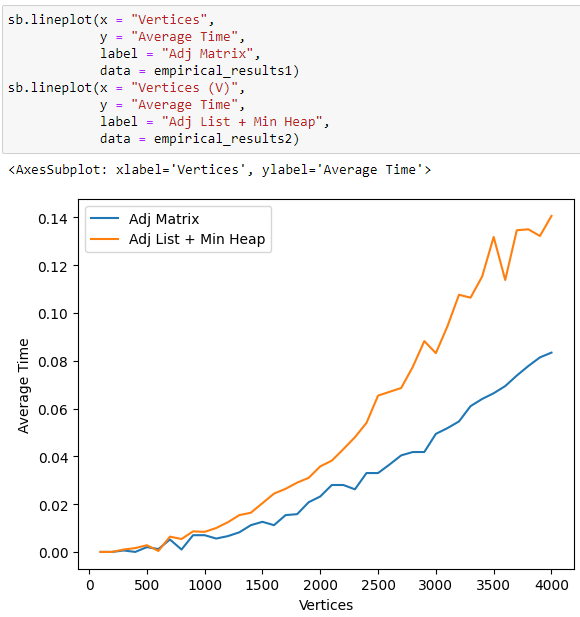 sb.lineplot(x = "Vertices",
y = "Average Time",
label = "Adj Matrix",
data = empirical_results1)
sb.lineplot(x = "Vertices (V)",
y = "Average Time",
label = "Adj List + Min Heap",
data = empirical_results2)
<AxesSubplot: xlabel='Vertices', ylabel='Average Time'>
Adj Matrix
Adj List + Min Heap
0.14
0.12
0.10
0.08
0.06
0.04
0.02
0.00
Average Time
0 500 1000 1500 2000 2500 3000 3500 4000
Vertices